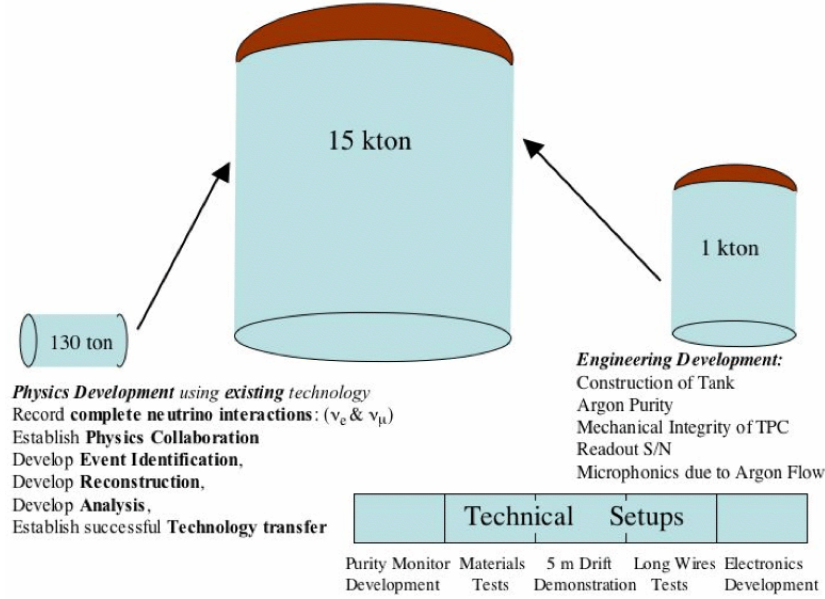 15 kton
1 kton
130 ton
Physics Development using existing technology
Record complete neutrino interactions: (νe & νμ)
Establish Physics Collaboration
Develop Event Identification,
Develop Reconstruction,
Develop Analysis,
Establish successful Technology transfer
Engineering Development:
Construction of Tank
Argon Purity
Mechanical Integrity of TPC
Readout S/N
Microphonics due to Argon Flow
Technical Setups
Purity Monitor Development
Materials Tests
5 m Drift Demonstration
Long Wires Tests
Electronics Development